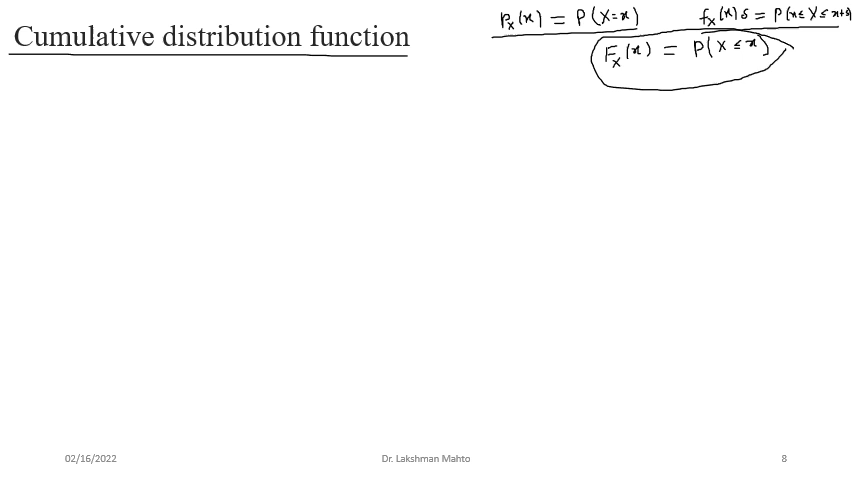 Cumulative distribution function
Pₓ(x) = P(X=x)
fₓ(x)δ = P(x≤X≤x+δ)
Fₓ(x) = P(X≤x)
02/16/2022
Dr. Lakshman Mahto
8